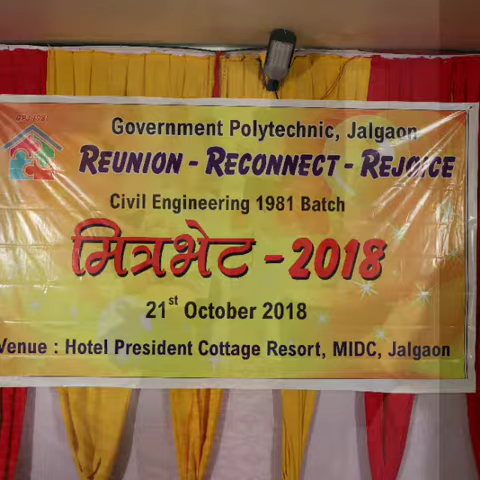 Government Polytechnic, Jalgaon
REUNION - RECONNECT - REJOICE
Civil Engineering 1981 Batch
मित्रभेट - 2018
21st October 2018
Venue : Hotel President Cottage Resort, MIDC, Jalgaon